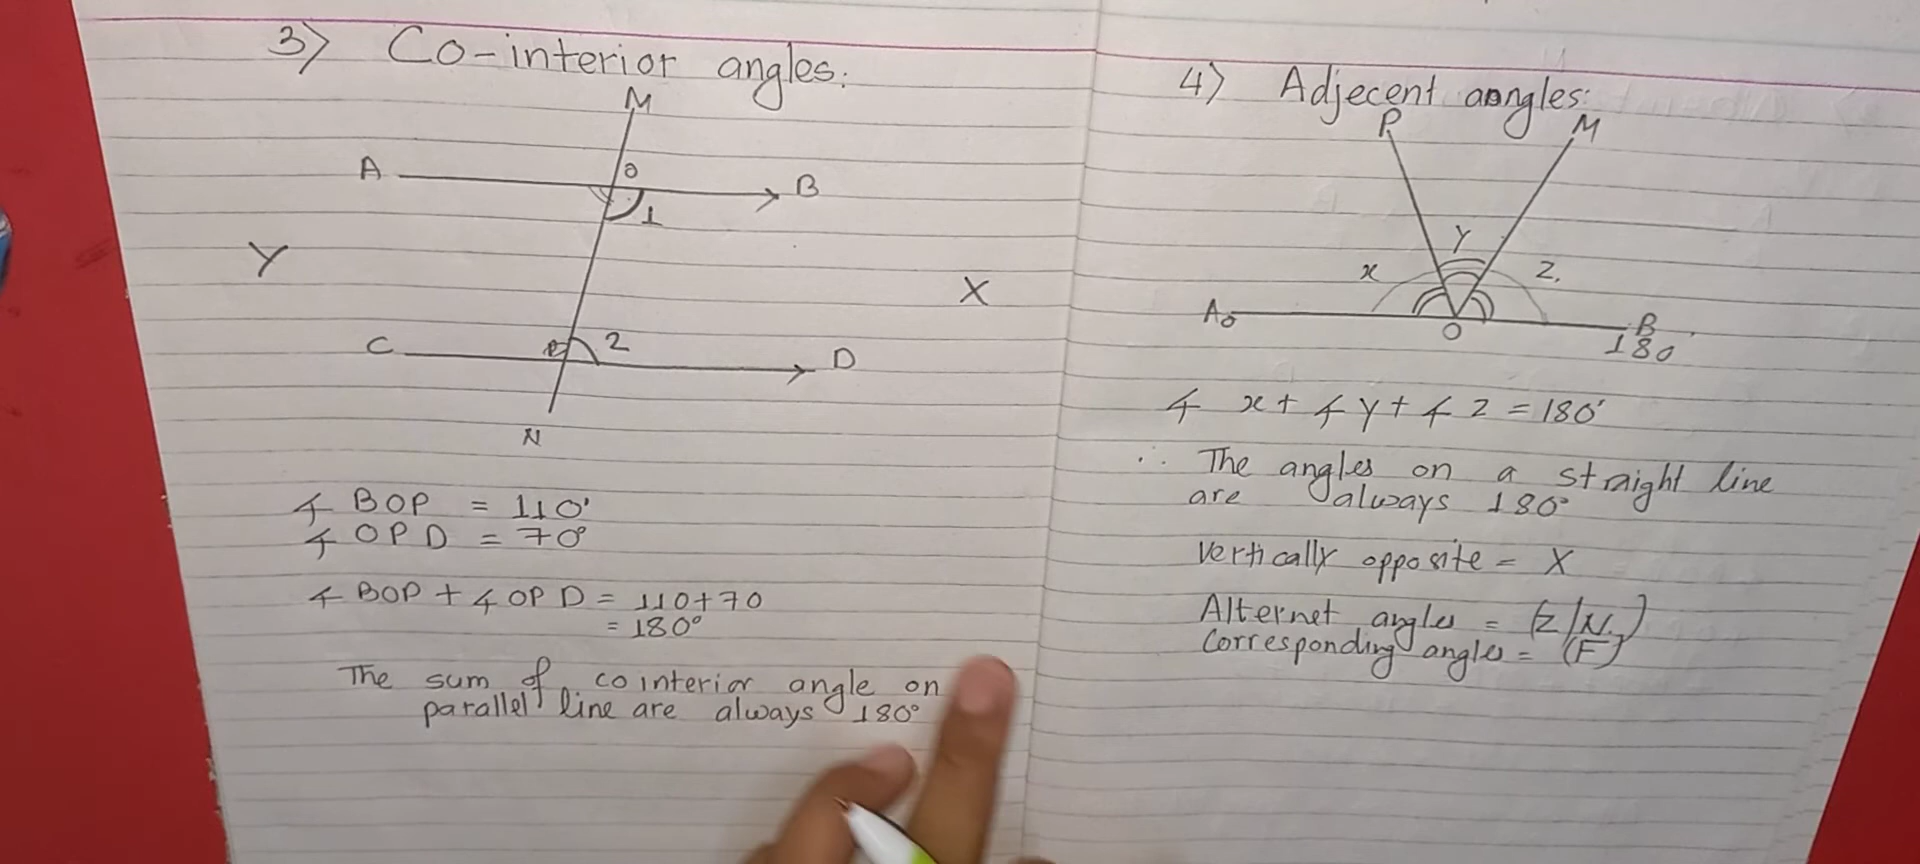 3) Co-interior angles:
M
A
O
B
1
Y
X
C
P
2
D
N
∡ BOP = 110°
∡ OPD = 70°
∡ BOP + ∡ OPD = 110+70
= 180°
The sum of co interior angle on
parallel line are always 180°
4) Adjecent aongles:
P
M
Y
x
Z.
A
O
B
180
∡ x + ∡ y + ∡ z = 180°
∴ The angles on a straight line
are always 180°
Vertically opposite = X
Alternet angles = (Z/N)
Corresponding angles = (F)